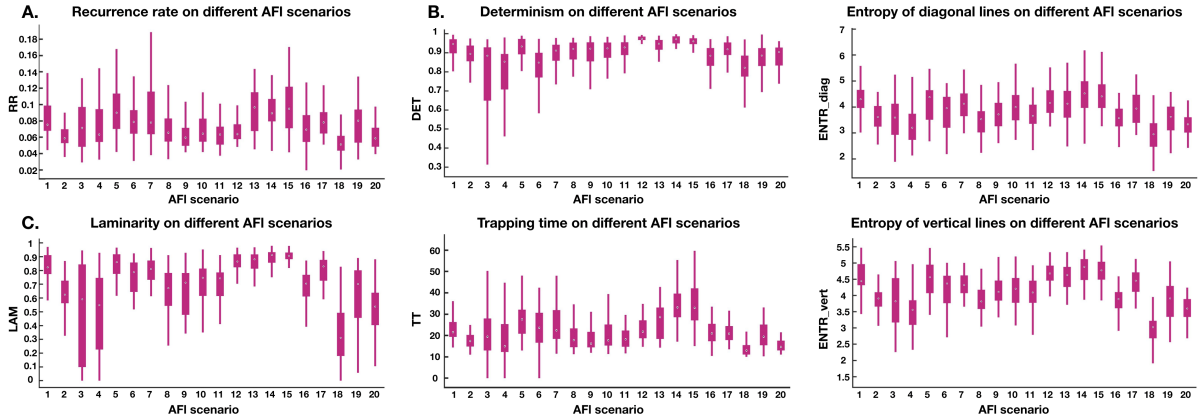 A.
Recurrence rate on different AFI scenarios
RR
0.18
0.16
0.14
0.12
0.1
0.08
0.06
0.04
0.02
1 2 3 4 5 6 7 8 9 10 11 12 13 14 15 16 17 18 19 20
AFI scenario
B.
Determinism on different AFI scenarios
DET
1
0.9
0.8
0.7
0.6
0.5
0.4
0.3
1 2 3 4 5 6 7 8 9 10 11 12 13 14 15 16 17 18 19 20
AFI scenario
Entropy of diagonal lines on different AFI scenarios
ENTR_diag
7
6
5
4
3
2
1 2 3 4 5 6 7 8 9 10 11 12 13 14 15 16 17 18 19 20
AFI scenario
C.
Laminarity on different AFI scenarios
LAM
1
0.9
0.8
0.7
0.6
0.5
0.4
0.3
0.2
0.1
0
1 2 3 4 5 6 7 8 9 10 11 12 13 14 15 16 17 18 19 20
AFI scenario
Trapping time on different AFI scenarios
TT
60
50
40
30
20
10
0
1 2 3 4 5 6 7 8 9 10 11 12 13 14 15 16 17 18 19 20
AFI scenario
Entropy of vertical lines on different AFI scenarios
ENTR_vert
5.5
5
4.5
4
3.5
3
2.5
2
1.5
1 2 3 4 5 6 7 8 9 10 11 12 13 14 15 16 17 18 19 20
AFI scenario